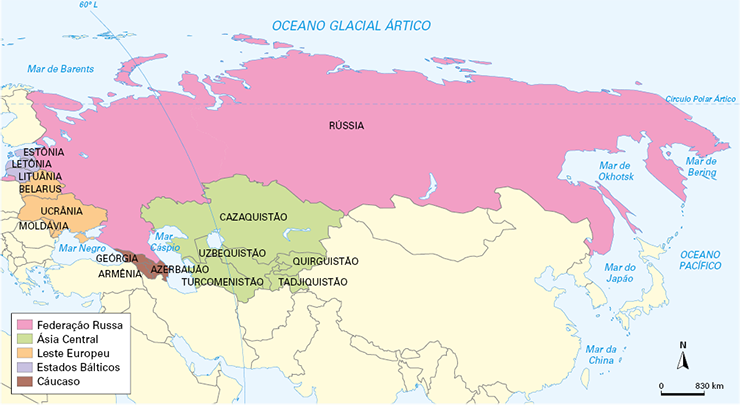 60º L
OCEANO GLACIAL ÁRTICO
Mar de Barents
Círculo Polar Ártico
RÚSSIA
ESTÔNIA
LETÔNIA
LITUÂNIA
BELARUS
Mar de
Okhotsk
Mar de
Bering
UCRÂNIA
MOLDÁVIA
CAZAQUISTÃO
Mar Negro
Mar
Cáspio
UZBEQUISTÃO
OCEANO
PACÍFICO
GEÓRGIA
ARMÊNIA
AZERBAIJÃO
QUIRGUISTÃO
TURCOMENISTÃO
TADJIQUISTÃO
Mar do
Japão
Federação Russa
Ásia Central
Leste Europeu
Estados Bálticos
Cáucaso
Mar da
China
N
0 830 km